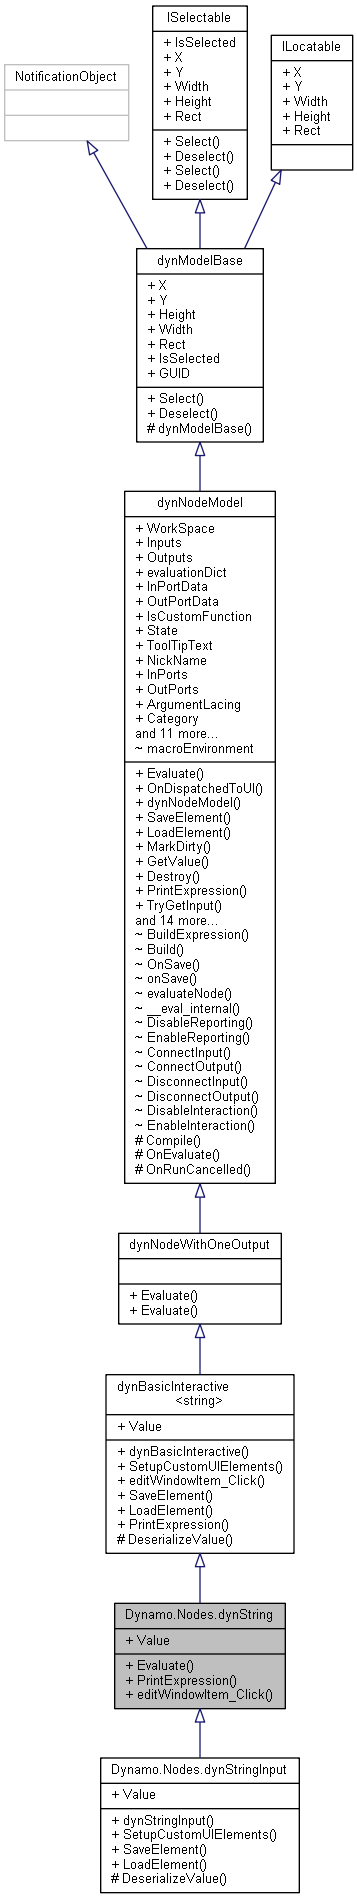 ISelectable
+ IsSelected
+ X
+ Y
+ Width
+ Height
+ Rect
+ Select()
+ Deselect()
+ Select()
+ Deselect()
ILocatable
+ X
+ Y
+ Width
+ Height
+ Rect
NotificationObject
dynModelBase
+ X
+ Y
+ Height
+ Width
+ Rect
+ IsSelected
+ GUID
+ Select()
+ Deselect()
# dynModelBase()
dynNodeModel
+ WorkSpace
+ Inputs
+ Outputs
+ evaluationDict
+ InPortData
+ OutPortData
+ IsCustomFunction
+ State
+ ToolTipText
+ NickName
+ InPorts
+ OutPorts
+ ArgumentLacing
+ Category
and 11 more...
~ macroEnvironment
+ Evaluate()
+ OnDispatchedToUI()
+ dynNodeModel()
+ SaveElement()
+ LoadElement()
+ MarkDirty()
+ GetValue()
+ Destroy()
+ PrintExpression()
+ TryGetInput()
and 14 more...
~ BuildExpression()
~ Build()
~ OnSave()
~ onSave()
~ evaluateNode()
~ __eval_internal()
~ DisableReporting()
~ EnableReporting()
~ ConnectInput()
~ ConnectOutput()
~ DisconnectInput()
~ DisconnectOutput()
~ DisableInteraction()
~ EnableInteraction()
# Compile()
# OnEvaluate()
# OnRunCancelled()
dynNodeWithOneOutput
+ Evaluate()
+ Evaluate()
dynBasicInteractive
<string>
+ Value
+ dynBasicInteractive()
+ SetupCustomUIElements()
+ editWindowItem_Click()
+ SaveElement()
+ LoadElement()
+ PrintExpression()
# DeserializeValue()
Dynamo.Nodes.dynString
+ Value
+ Evaluate()
+ PrintExpression()
+ editWindowItem_Click()
Dynamo.Nodes.dynStringInput
+ Value
+ dynStringInput()
+ SetupCustomUIElements()
+ SaveElement()
+ LoadElement()
# DeserializeValue()